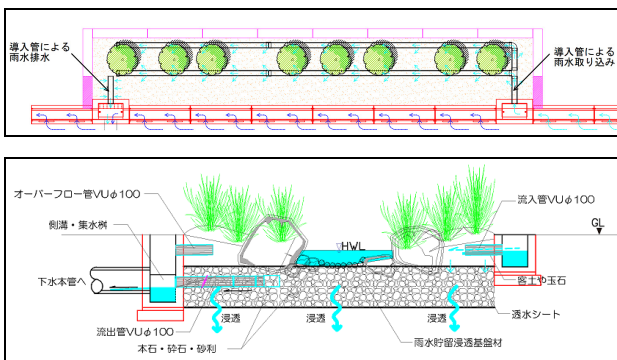 導入管による
雨水排水
導入管による
雨水取り込み
オーバーフロー管VUφ100
流入管VUφ100
側溝・集水桝
HWL
GL
下水本管へ
客土や玉石
流出管VUφ100
浸透
浸透
浸透
透水シート
本石・砕石・砂利
雨水貯留浸透基盤材